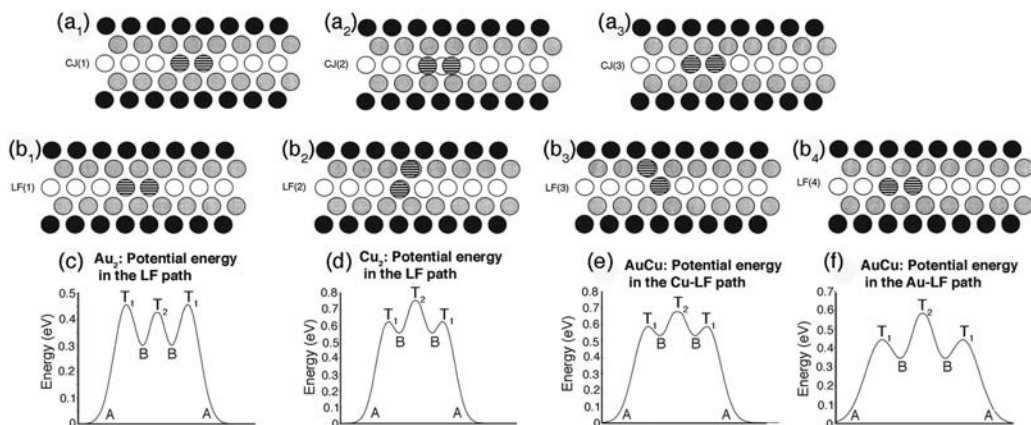 (a₁) (a₂) (a₃)
CJ(1) CJ(2) CJ(3)
(b₁) (b₂) (b₃) (b₄)
LF(1) LF(2) LF(3) LF(4)
(c) Au₂: Potential energy
in the LF path
Energy (eV)
0.5
0.4
0.3
0.2
0.1
0
T₁ T₂ T₁
B B
A A
(d) Cu₂: Potential energy
in the LF path
Energy (eV)
0.8
0.7
0.6
0.5
0.4
0.3
0.2
0.1
0
T₁ T₂ T₁
B B
A A
(e) AuCu: Potential energy
in the Cu-LF path
Energy (eV)
0.8
0.7
0.6
0.5
0.4
0.3
0.2
0.1
0
T₁ T₂ T₁
B B
A A
(f) AuCu: Potential energy
in the Au-LF path
Energy (eV)
0.7
0.6
0.5
0.4
0.3
0.2
0.1
0
T₁ T₂ T₁
B B
A A